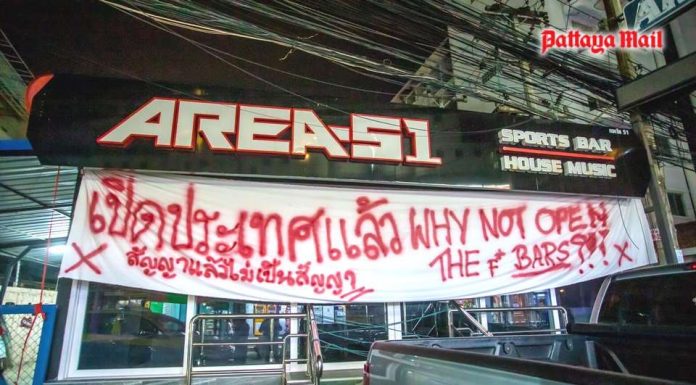 Pattaya Mail
AREA-51
SPORTS BAR
HOUSE MUSIC
เปิดประเทศแล้ว WHY NOT OPEN
THE F* BARS???!
สัญญาแล้วไม่เป็นสัญญา